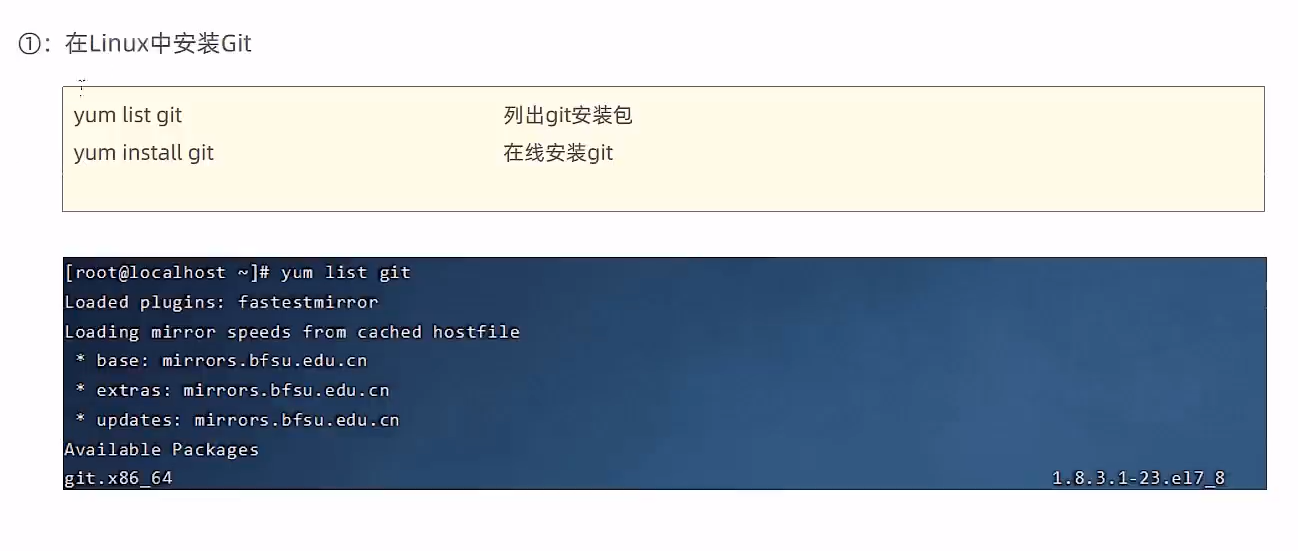 ①：在Linux中安装Git
yum list git 列出git安装包
yum install git 在线安装git
[root@localhost ~]# yum list git
Loaded plugins: fastestmirror
Loading mirror speeds from cached hostfile
* base: mirrors.bfsu.edu.cn
* extras: mirrors.bfsu.edu.cn
* updates: mirrors.bfsu.edu.cn
Available Packages
git.x86_64 1.8.3.1-23.el7_8